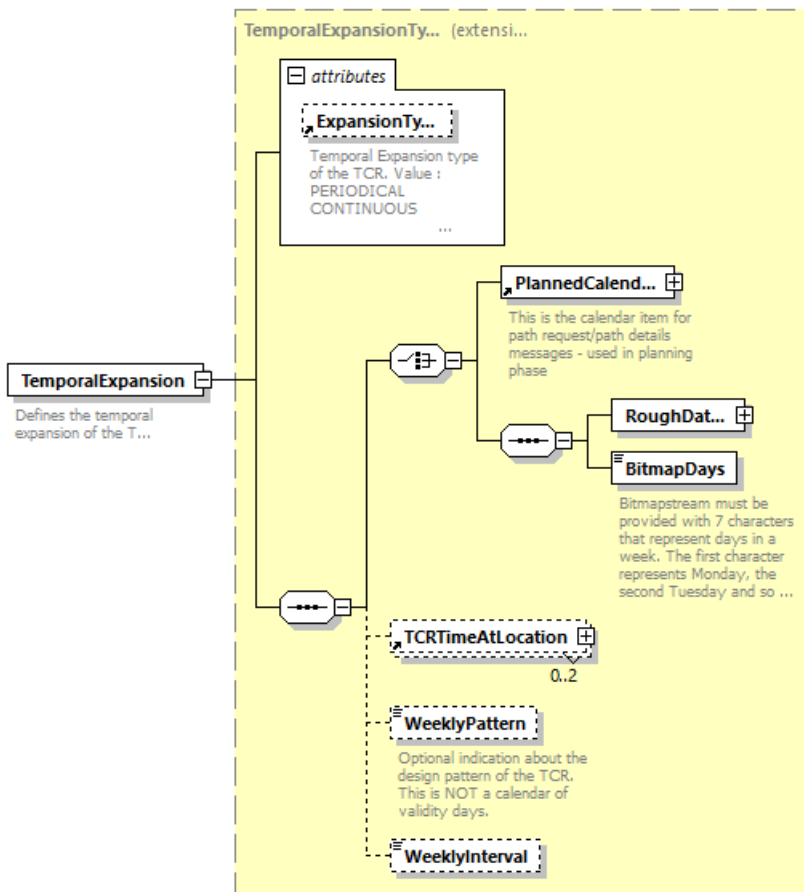 TemporalExpansionTy... (extensi...
attributes
ExpansionTy...
Temporal Expansion type
of the TCR. Value :
PERIODICAL
CONTINUOUS
...
PlannedCalend...
This is the calendar item for
path request/path details
messages - used in planning
phase
TemporalExpansion
Defines the temporal
expansion of the T...
RoughDat...
BitmapDays
Bitmapstream must be
provided with 7 characters
that represent days in a
week. The first character
represents Monday, the
second Tuesday and so ...
TCRTimeAtLocation
0..2
WeeklyPattern
Optional indication about the
design pattern of the TCR.
This is NOT a calendar of
validity days.
WeeklyInterval